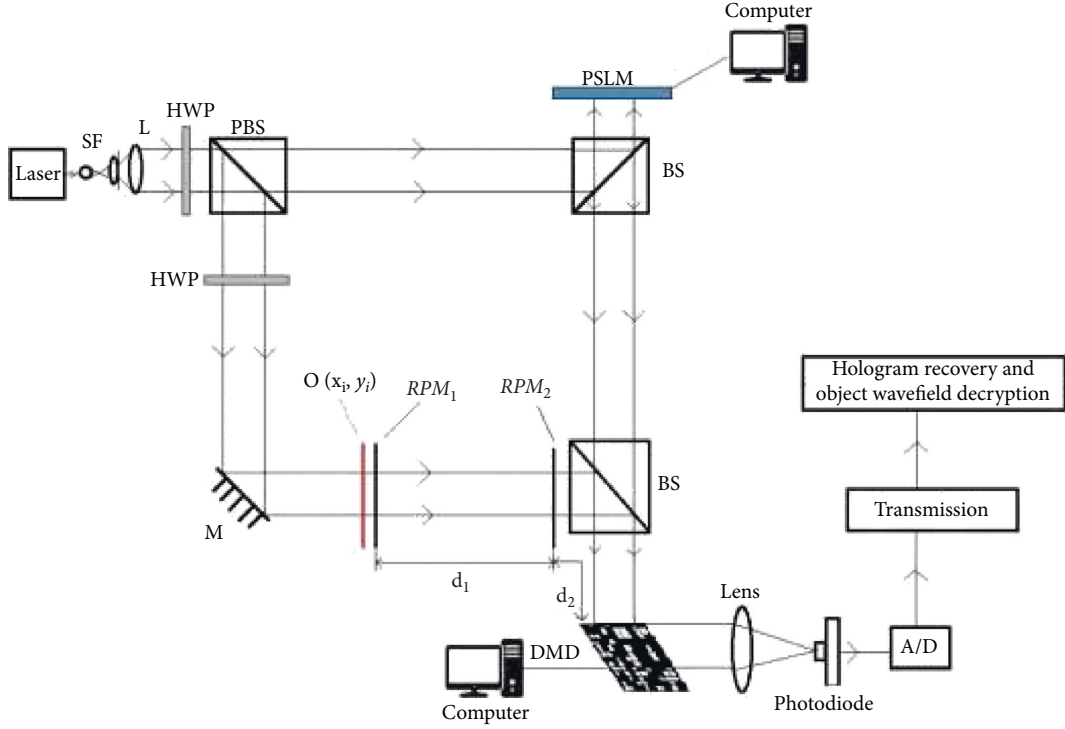 Computer
PSLM
HWP
SF
L
PBS
Laser
BS
HWP
O (xi, yi)
RPM1
RPM2
Hologram recovery and
object wavefield decryption
BS
Transmission
M
d1
d2
Lens
DMD
A/D
Photodiode
Computer